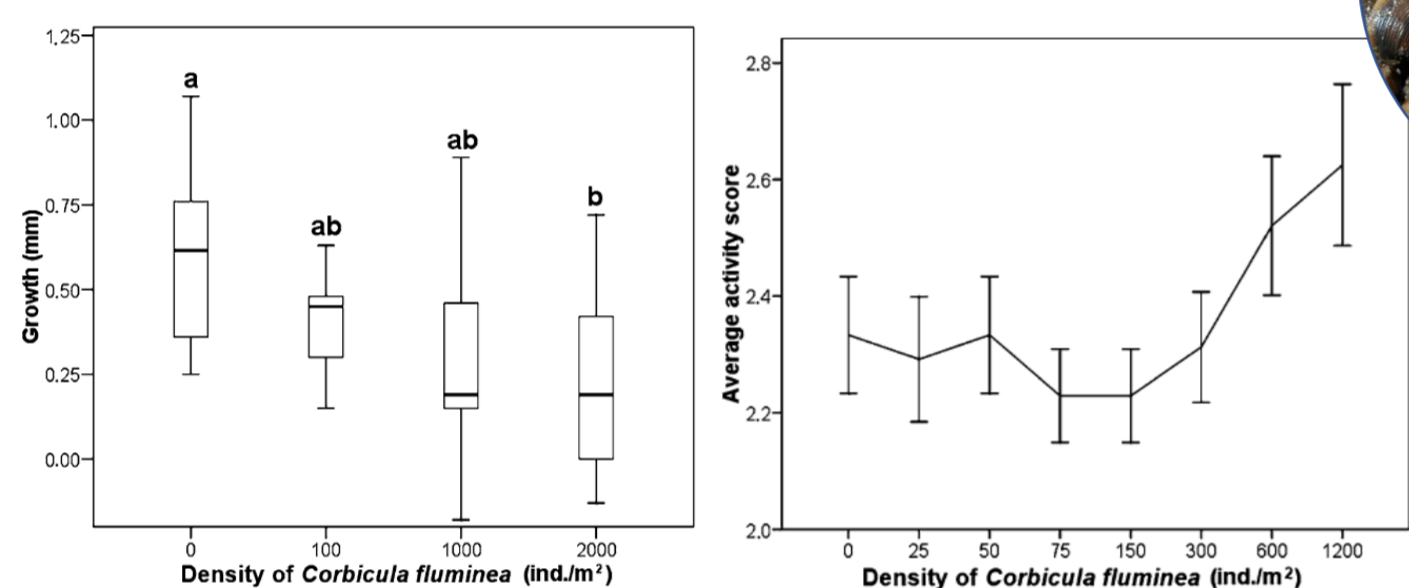 1.25
1.00
0.75
0.50
0.25
0.00
Growth (mm)
a
ab
ab
b
0 100 1000 2000
Density of Corbicula fluminea (ind./m²)
2.8
2.6
2.4
2.2
2.0
Average activity score
0 25 50 75 150 300 600 1200
Density of Corbicula fluminea (ind./m²)